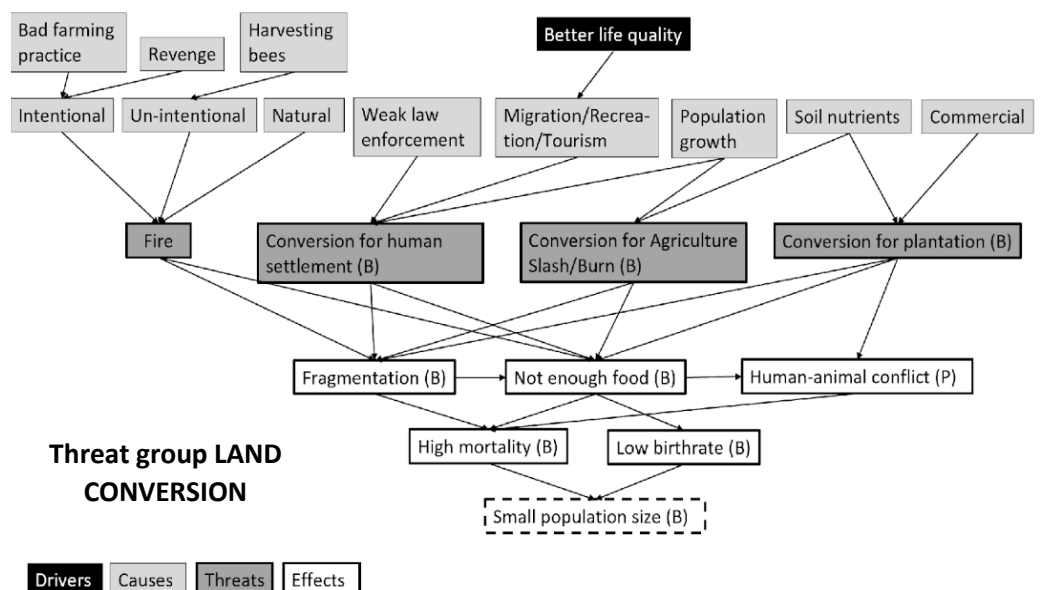 Bad farming
practice
Revenge
Harvesting
bees
Better life quality
Intentional
Un-intentional
Natural
Weak law
enforcement
Migration/Recrea-
tion/Tourism
Population
growth
Soil nutrients
Commercial
Fire
Conversion for human
settlement (B)
Conversion for Agriculture
Slash/Burn (B)
Conversion for plantation (B)
Fragmentation (B)
Not enough food (B)
Human-animal conflict (P)
High mortality (B)
Low birthrate (B)
Threat group LAND
CONVERSION
Small population size (B)
Drivers
Causes
Threats
Effects